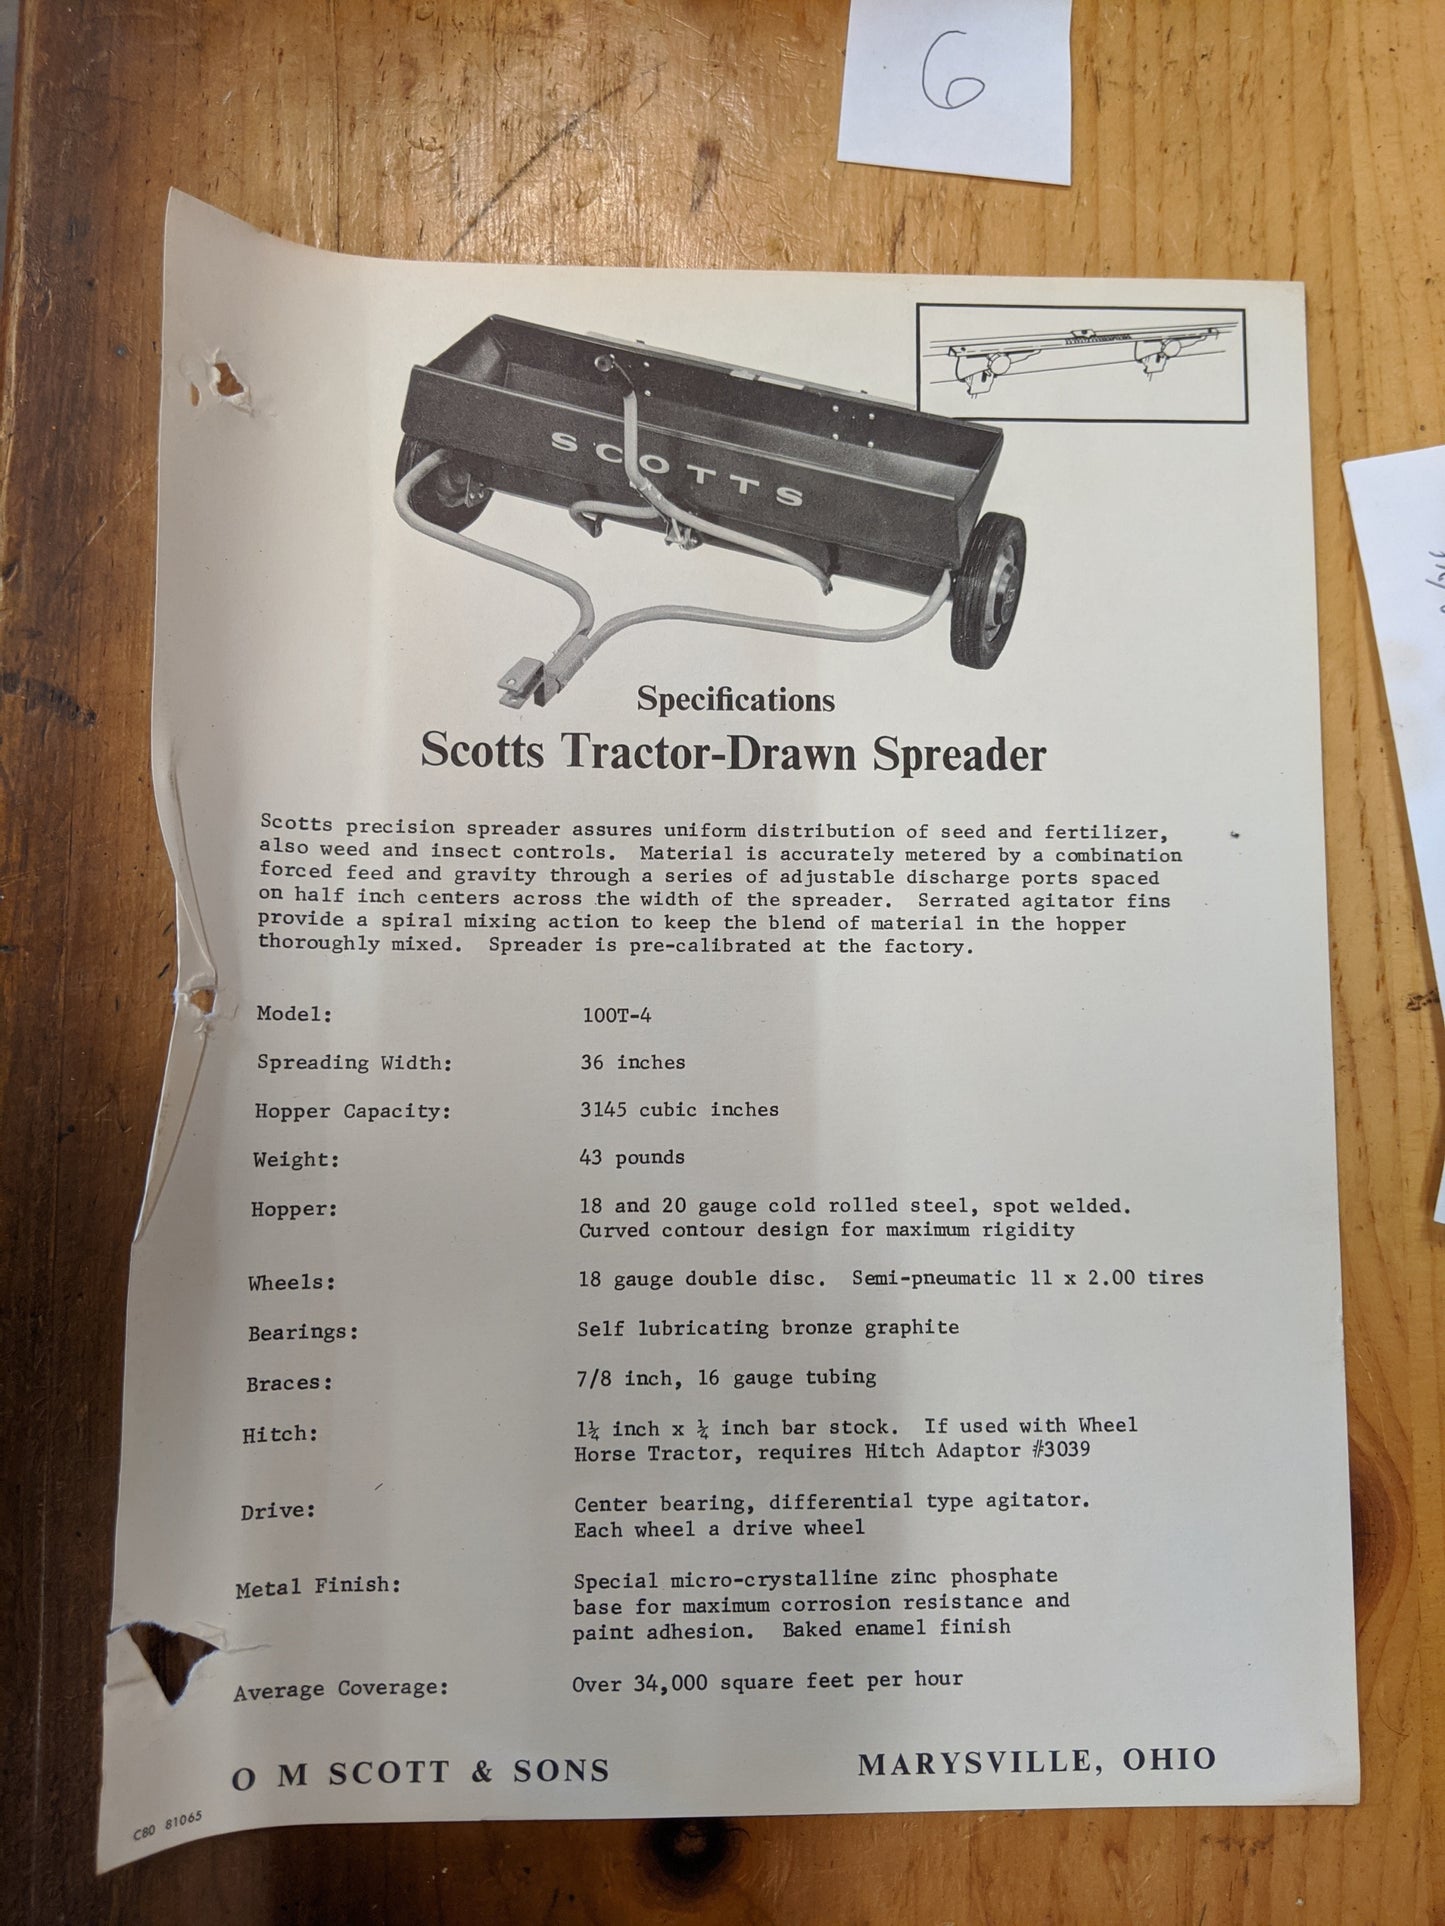 6
SCOTTS
Specifications
Scotts Tractor-Drawn Spreader
Scotts precision spreader assures uniform distribution of seed and fertilizer,
also weed and insect controls. Material is accurately metered by a combination
forced feed and gravity through a series of adjustable discharge ports spaced
on half inch centers across the width of the spreader. Serrated agitator fins
provide a spiral mixing action to keep the blend of material in the hopper
thoroughly mixed. Spreader is pre-calibrated at the factory.
Model: 100T-4
Spreading Width: 36 inches
Hopper Capacity: 3145 cubic inches
Weight: 43 pounds
Hopper: 18 and 20 gauge cold rolled steel, spot welded.
Curved contour design for maximum rigidity
Wheels: 18 gauge double disc. Semi-pneumatic 11 x 2.00 tires
Bearings: Self lubricating bronze graphite
Braces: 7/8 inch, 16 gauge tubing
Hitch: 1¼ inch x ¼ inch bar stock. If used with Wheel
Horse Tractor, requires Hitch Adaptor #3039
Drive: Center bearing, differential type agitator.
Each wheel a drive wheel
Metal Finish: Special micro-crystalline zinc phosphate
base for maximum corrosion resistance and
paint adhesion. Baked enamel finish
Average Coverage: Over 34,000 square feet per hour
O M SCOTT & SONS MARYSVILLE, OHIO
C80 81065